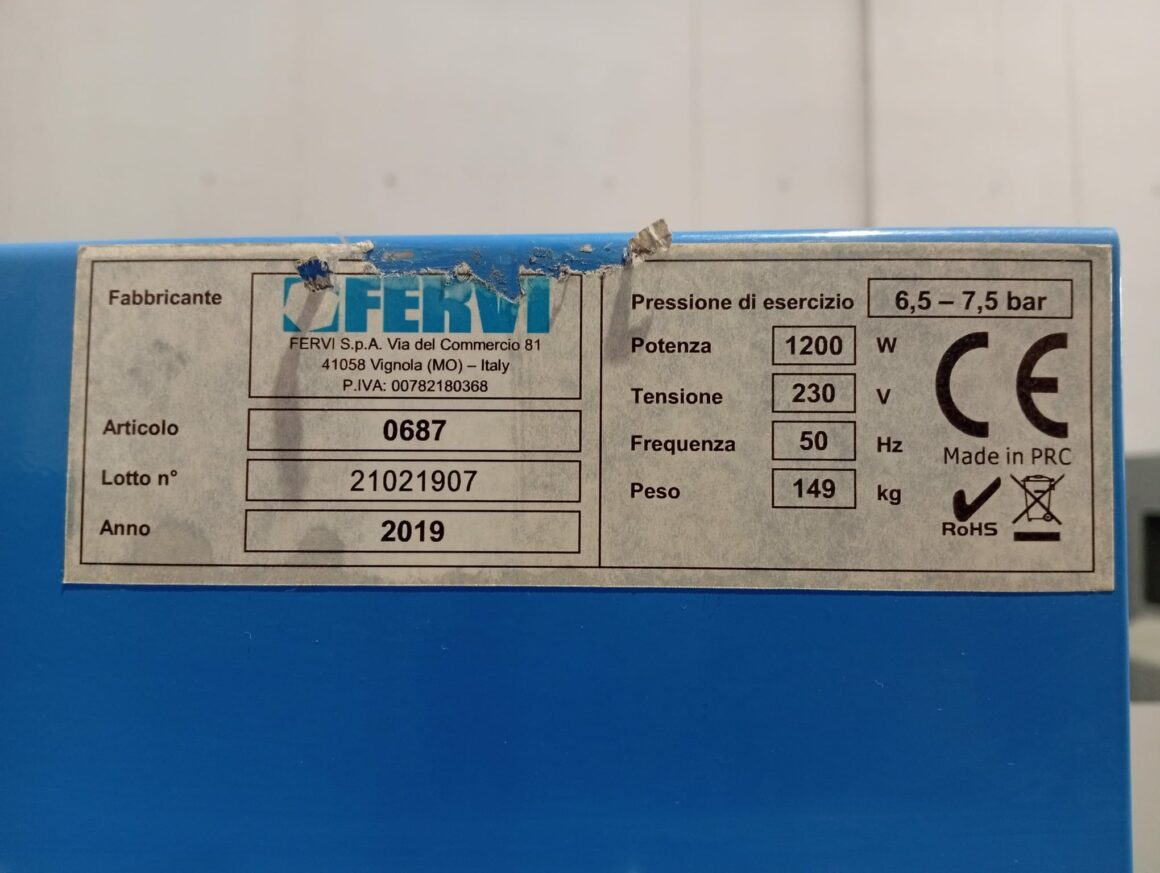 Fabbricante
FERVI
FERVI S.p.A. Via del Commercio 81
41058 Vignola (MO) – Italy
P.IVA: 00782180368
Articolo 0687
Lotto n° 21021907
Anno 2019
Pressione di esercizio 6,5 – 7,5 bar
Potenza 1200 W
Tensione 230 V
Frequenza 50 Hz
Peso 149 kg
CE
Made in PRC
RoHS